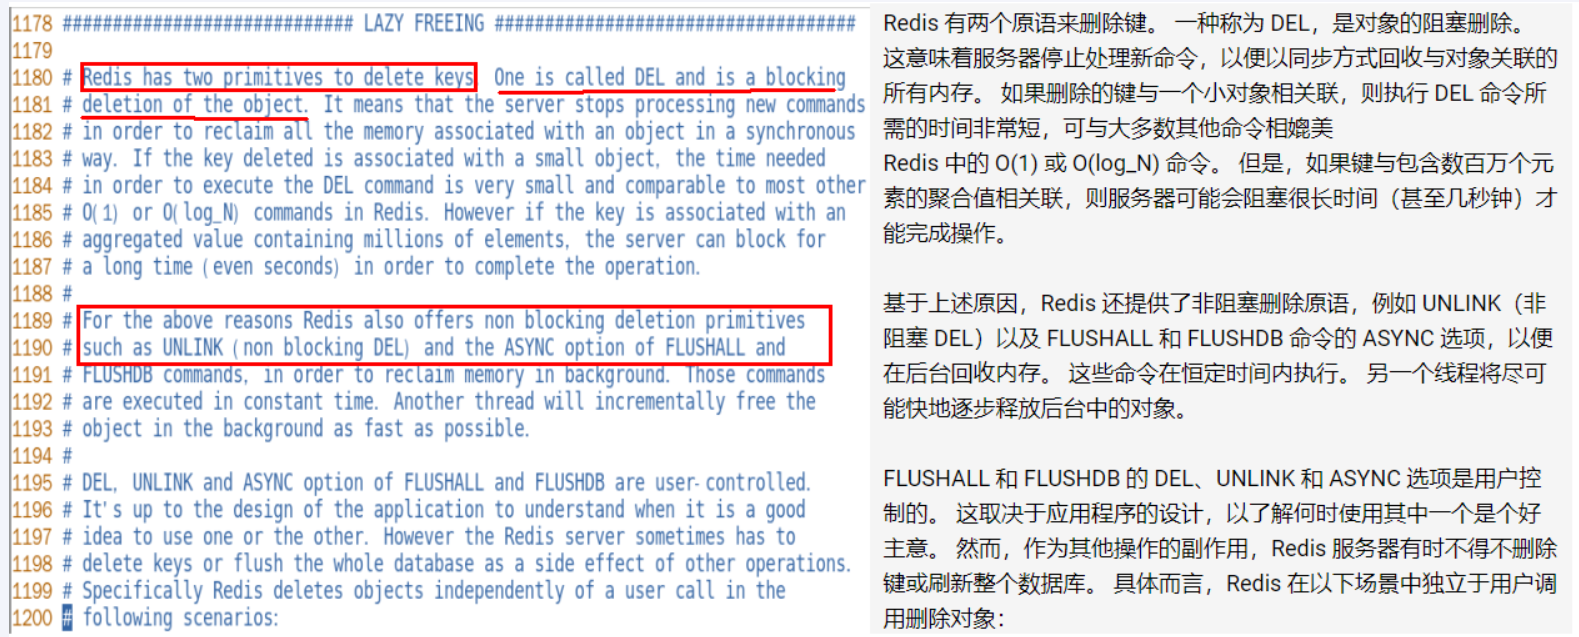 1178 ############################# LAZY FREEING ####################################
1179
1180 # Redis has two primitives to delete keys. One is called DEL and is a blocking
1181 # deletion of the object. It means that the server stops processing new commands
1182 # in order to reclaim all the memory associated with an object in a synchronous
1183 # way. If the key deleted is associated with a small object, the time needed
1184 # in order to execute the DEL command is very small and comparable to most other
1185 # O(1) or O(log_N) commands in Redis. However if the key is associated with an
1186 # aggregated value containing millions of elements, the server can block for
1187 # a long time (even seconds) in order to complete the operation.
1188 #
1189 # For the above reasons Redis also offers non blocking deletion primitives
1190 # such as UNLINK (non blocking DEL) and the ASYNC option of FLUSHALL and
1191 # FLUSHDB commands, in order to reclaim memory in background. Those commands
1192 # are executed in constant time. Another thread will incrementally free the
1193 # object in the background as fast as possible.
1194 #
1195 # DEL, UNLINK and ASYNC option of FLUSHALL and FLUSHDB are user-controlled.
1196 # It's up to the design of the application to understand when it is a good
1197 # idea to use one or the other. However the Redis server sometimes has to
1198 # delete keys or flush the whole database as a side effect of other operations.
1199 # Specifically Redis deletes objects independently of a user call in the
1200 # following scenarios:
Redis 有两个原语来删除键。 一种称为 DEL，是对象的阻塞删除。
这意味着服务器停止处理新命令，以便以同步方式回收与对象关联的
所有内存。 如果删除的键与一个小对象相关联，则执行 DEL 命令所
需的时间非常短，可与大多数其他命令相媲美
Redis 中的 O(1) 或 O(log_N) 命令。 但是，如果键与包含数百万个元
素的聚合值相关联，则服务器可能会阻塞很长时间（甚至几秒钟）才
能完成操作。
基于上述原因，Redis 还提供了非阻塞删除原语，例如 UNLINK（非
阻塞 DEL）以及 FLUSHALL 和 FLUSHDB 命令的 ASYNC 选项，以便
在后台回收内存。 这些命令在恒定时间内执行。 另一个线程将尽可
能快地逐步释放后台中的对象。
FLUSHALL 和 FLUSHDB 的 DEL、UNLINK 和 ASYNC 选项是用户控
制的。 这取决于应用程序的设计，以了解何时使用其中一个是个好
主意。 然而，作为其他操作的副作用，Redis 服务器有时不得不删除
键或刷新整个数据库。 具体而言，Redis 在以下场景中独立于用户调
用删除对象：